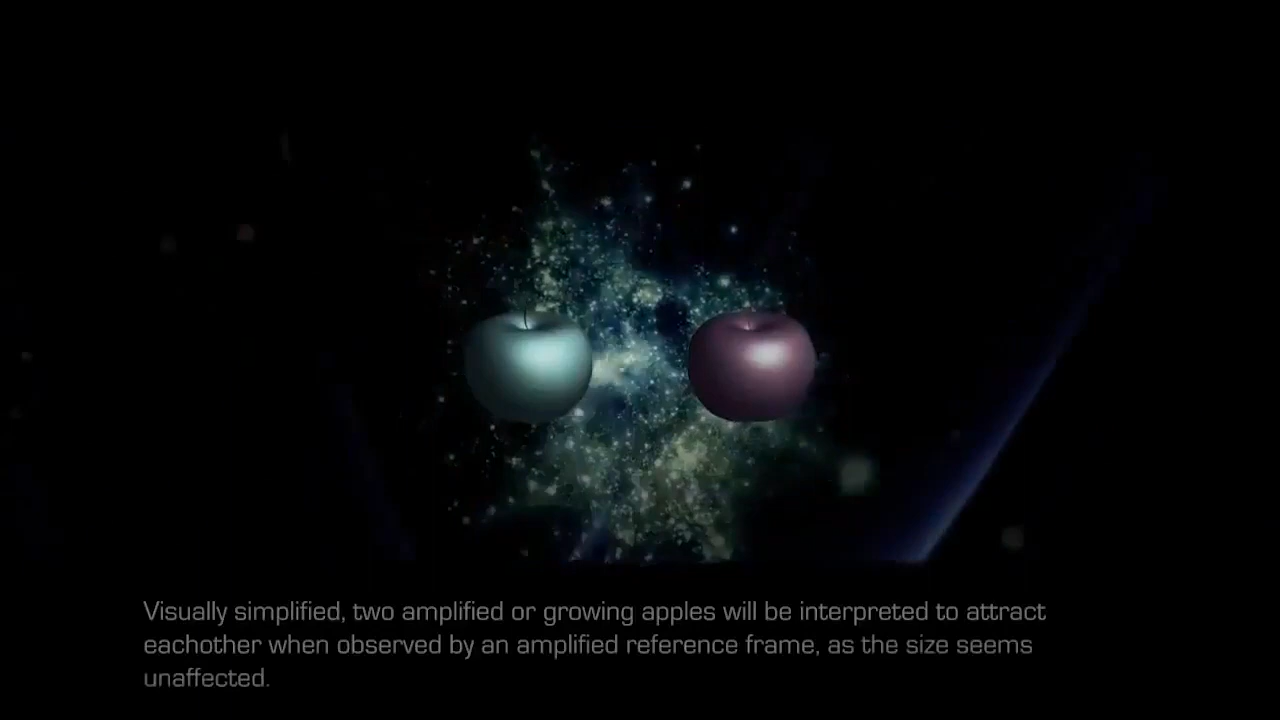 Visually simplified, two amplified or growing apples will be interpreted to attract
eachother when observed by an amplified reference frame, as the size seems
unaffected.